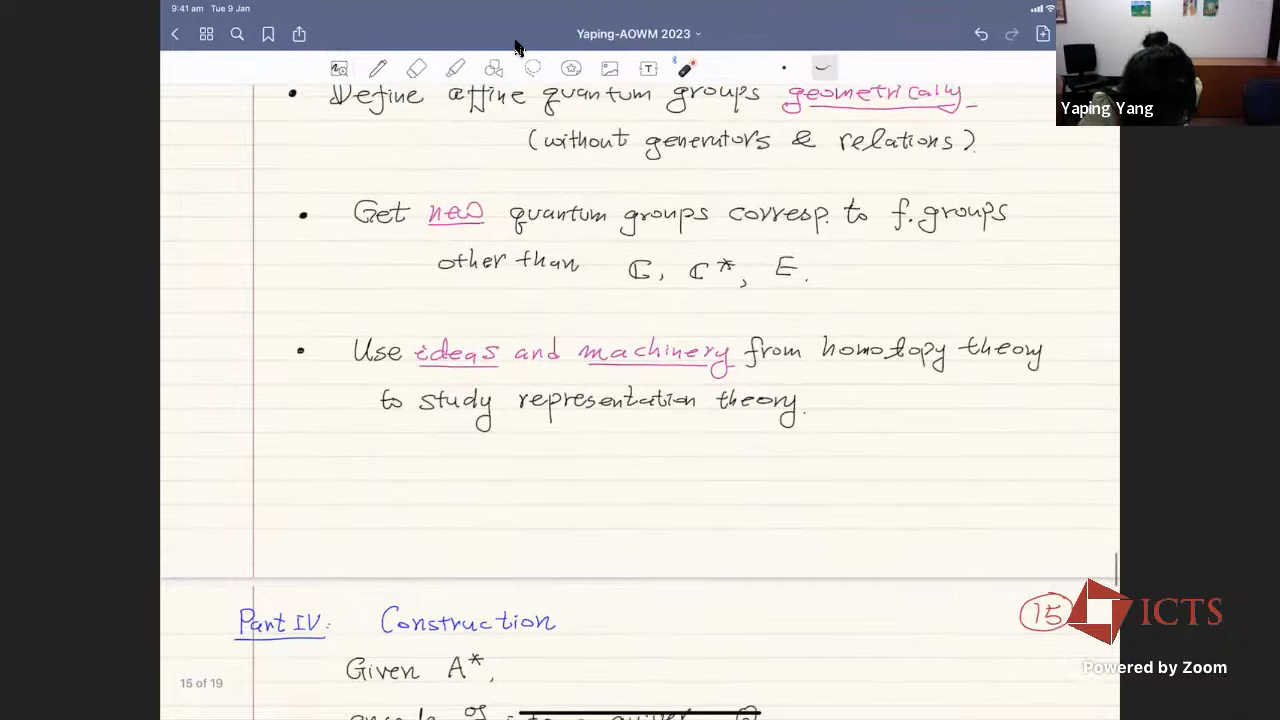 9:41 am Tue 9 Jan
Yaping-AOWM 2023
Yaping Yang
• Define affine quantum groups geometrically
(without generators & relations).
• Get new quantum groups corresp. to f. groups
other than ℂ, ℂ*, E.
• Use ideas and machinery from homotopy theory
to study representation theory.
Part IV: Construction
15
ICTS
Given A*,
Powered by Zoom
15 of 19